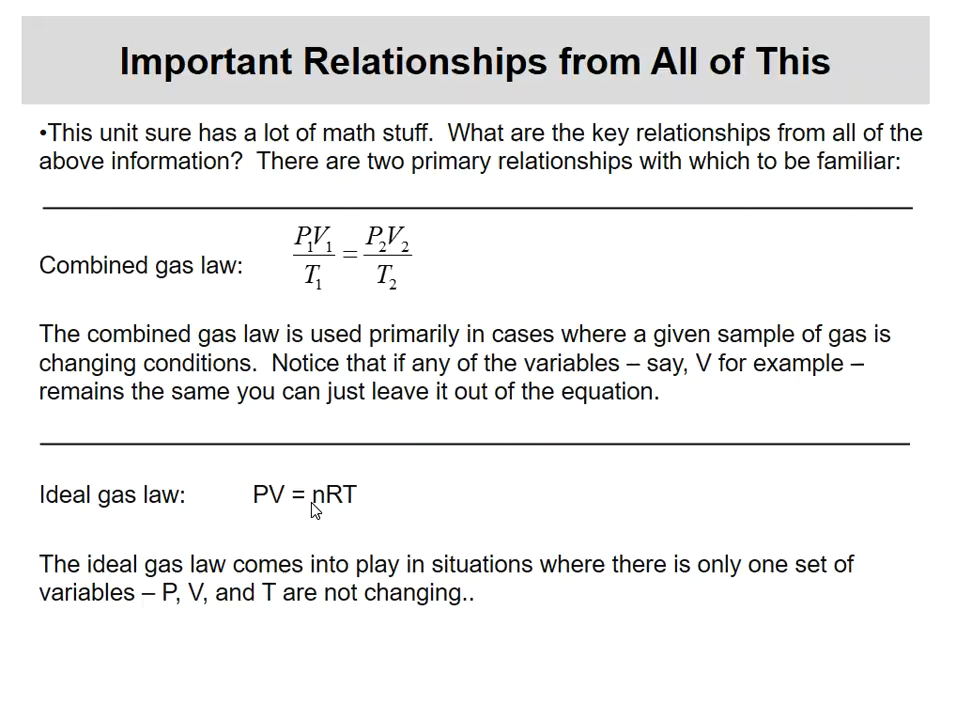 Important Relationships from All of This
•This unit sure has a lot of math stuff.  What are the key relationships from all of the
above information?  There are two primary relationships with which to be familiar:
Combined gas law: P₁V₁/T₁ = P₂V₂/T₂
The combined gas law is used primarily in cases where a given sample of gas is
changing conditions.  Notice that if any of the variables – say, V for example –
remains the same you can just leave it out of the equation.
Ideal gas law: PV = nRT
The ideal gas law comes into play in situations where there is only one set of
variables – P, V, and T are not changing..